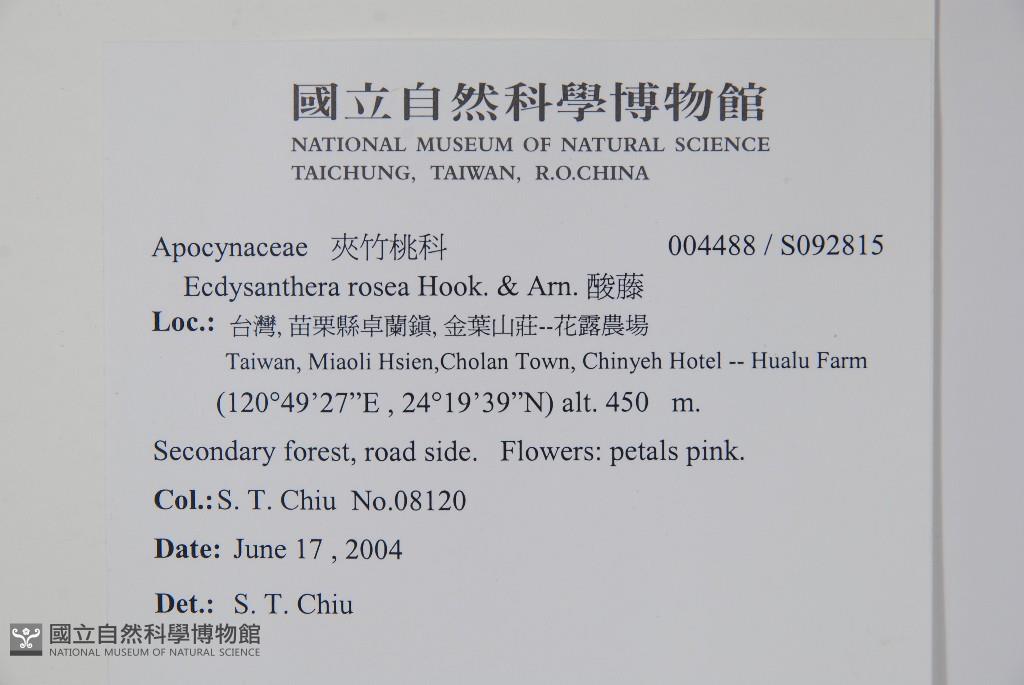 國立自然科學博物館
NATIONAL MUSEUM OF NATURAL SCIENCE
TAICHUNG, TAIWAN, R.O.CHINA
Apocynaceae 夾竹桃科 004488 / S092815
Ecdysanthera rosea Hook. & Arn. 酸藤
Loc.: 台灣, 苗栗縣卓蘭鎮, 金葉山莊--花露農場
Taiwan, Miaoli Hsien,Cholan Town, Chinyeh Hotel -- Hualu Farm
(120°49’27”E , 24°19’39”N) alt. 450 m.
Secondary forest, road side. Flowers: petals pink.
Col.: S. T. Chiu No.08120
Date: June 17 , 2004
Det.: S. T. Chiu
國立自然科學博物館
NATIONAL MUSEUM OF NATURAL SCIENCE